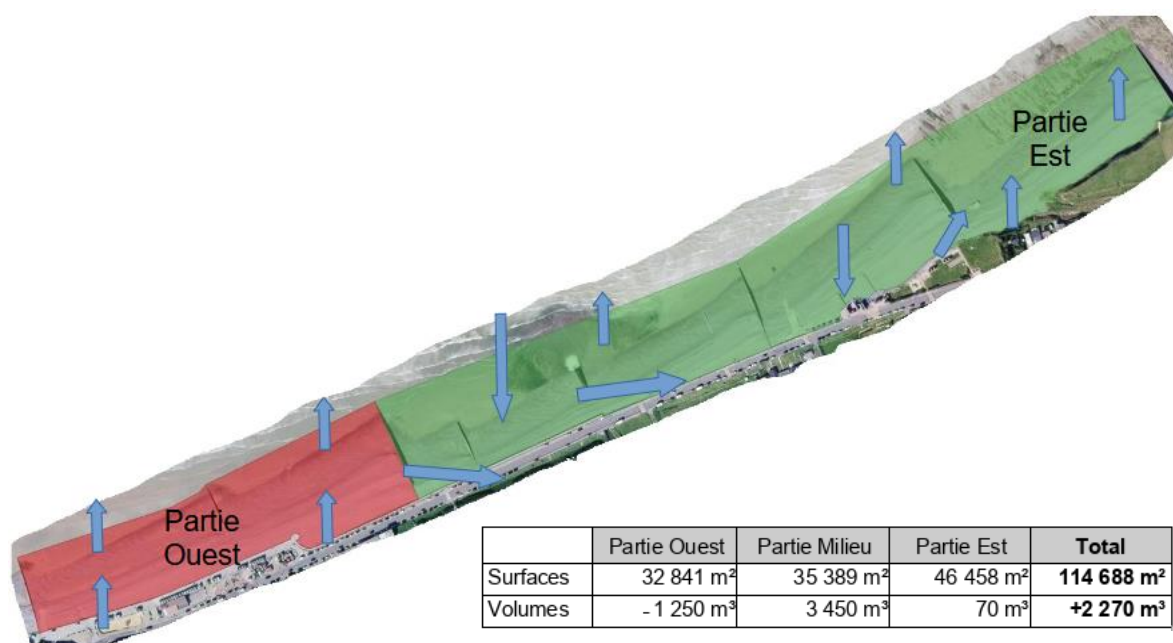 Partie
Est
Partie
Ouest
Partie Ouest Partie Milieu Partie Est Total
Surfaces 32 841 m² 35 389 m² 46 458 m² 114 688 m²
Volumes - 1 250 m³ 3 450 m³ 70 m³ +2 270 m³